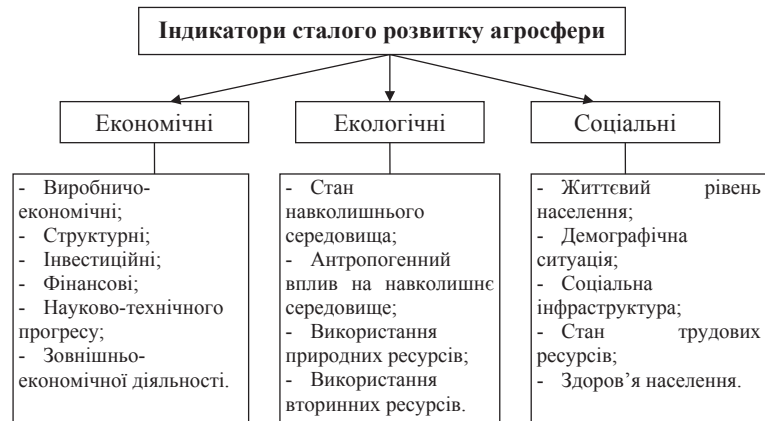 Індикатори сталого розвитку агросфери
Економічні
Екологічні
Соціальні
- Виробничо-
економічні;
- Структурні;
- Інвестиційні;
- Фінансові;
- Науково-технічного
прогресу;
- Зовнішньо-
економічної діяльності.
- Стан
навколишнього
середовища;
- Антропогенний
вплив на навколишнє
середовище;
- Використання
природних ресурсів;
- Використання
вторинних ресурсів.
- Життєвий рівень
населення;
- Демографічна
ситуація;
- Соціальна
інфраструктура;
- Стан трудових
ресурсів;
- Здоров’я населення.